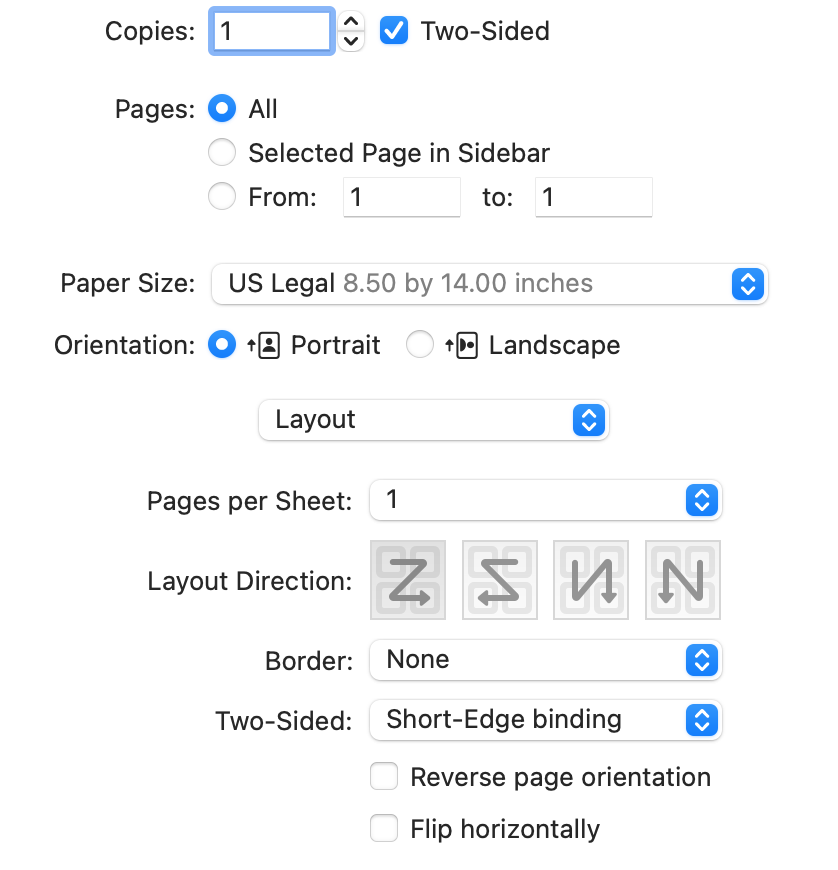 Copies: 1 Two-Sided
Pages: All
Selected Page in Sidebar
From: 1 to: 1
Paper Size: US Legal 8.50 by 14.00 inches
Orientation: Portrait Landscape
Layout
Pages per Sheet: 1
Layout Direction:
Border: None
Two-Sided: Short-Edge binding
Reverse page orientation
Flip horizontally